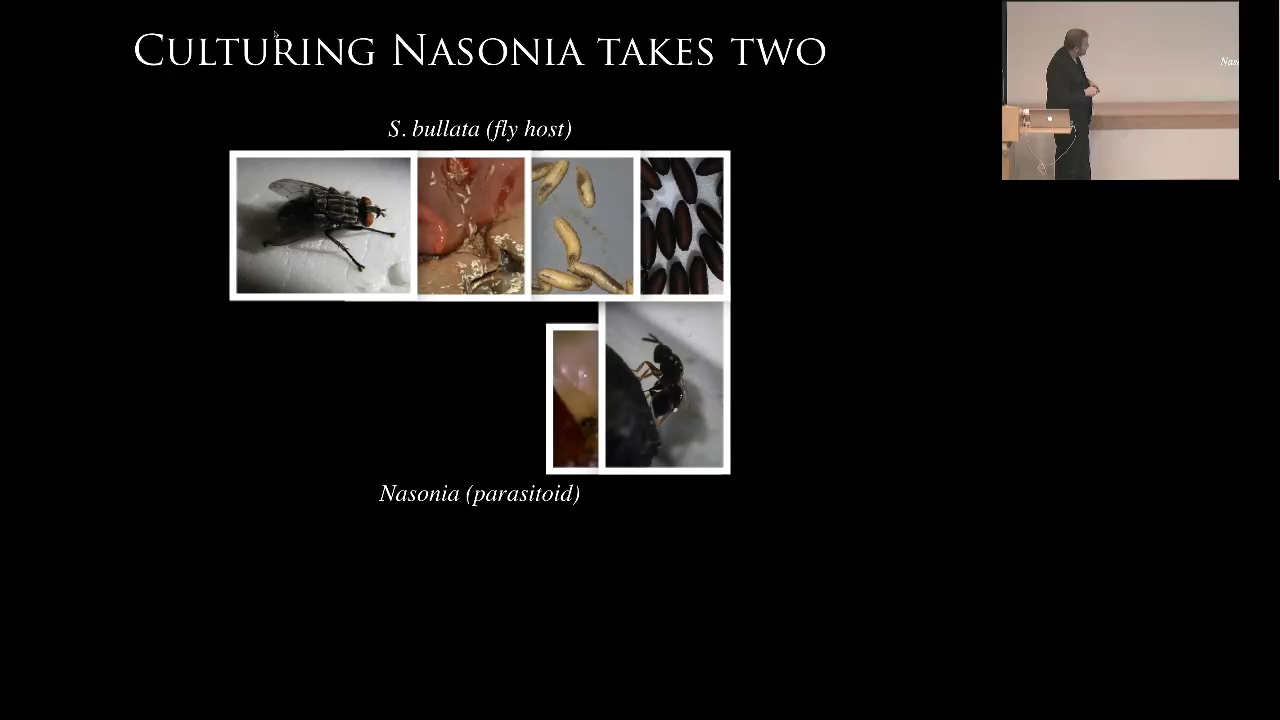 Culturing Nasonia takes two
S. bullata (fly host)
Nasonia (parasitoid)